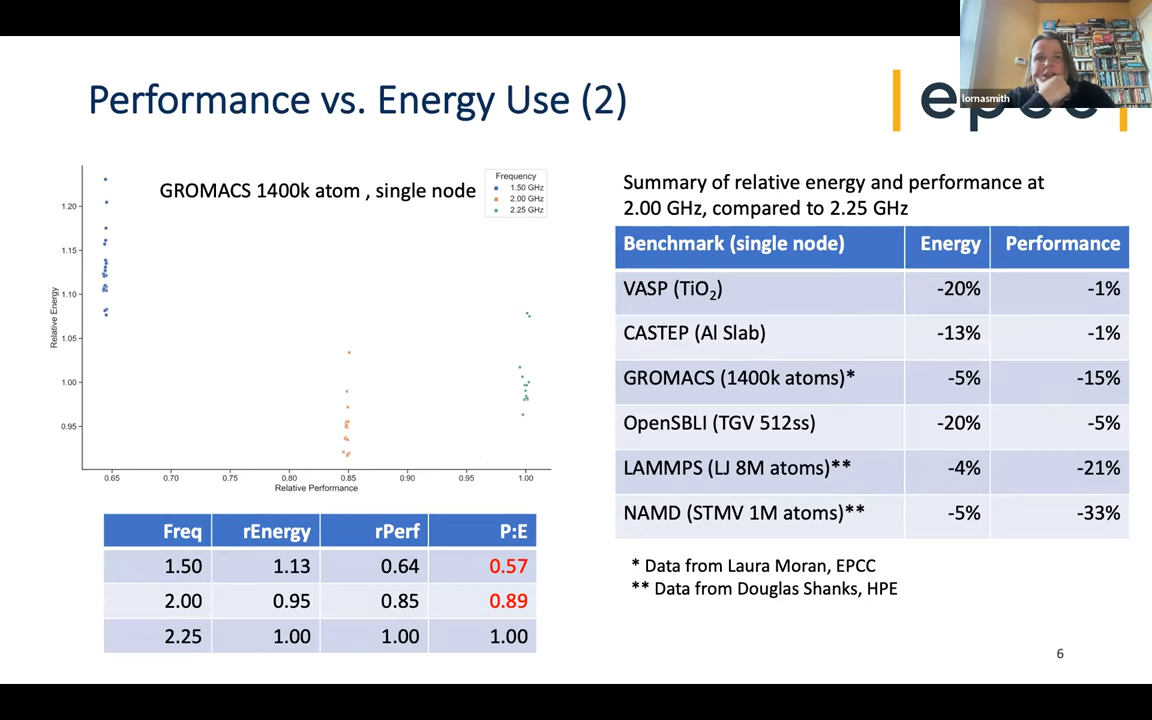 lornasmith
Performance vs. Energy Use (2)
GROMACS 1400k atom , single node
Frequency
1.50 GHz
2.00 GHz
2.25 GHz
1.20
1.15
1.10
1.05
1.00
0.95
Relative Energy
0.65 0.70 0.75 0.80 0.85 0.90 0.95 1.00
Relative Performance
Freq rEnergy rPerf P:E
1.50 1.13 0.64 0.57
2.00 0.95 0.85 0.89
2.25 1.00 1.00 1.00
Summary of relative energy and performance at
2.00 GHz, compared to 2.25 GHz
Benchmark (single node) Energy Performance
VASP (TiO₂) -20% -1%
CASTEP (Al Slab) -13% -1%
GROMACS (1400k atoms)* -5% -15%
OpenSBLI (TGV 512ss) -20% -5%
LAMMPS (LJ 8M atoms)** -4% -21%
NAMD (STMV 1M atoms)** -5% -33%
* Data from Laura Moran, EPCC
** Data from Douglas Shanks, HPE
6